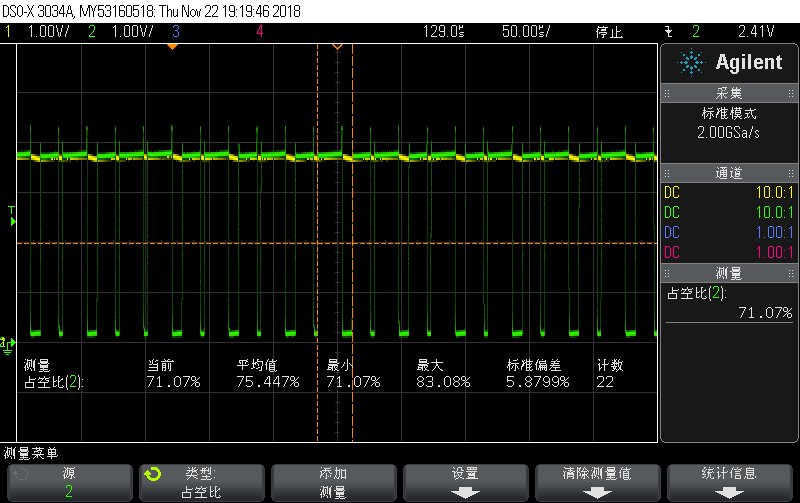 DSO-X 3034A, MY53160518: Thu Nov 22 19:19:46 2018
1 1.00V/ 2 1.00V/ 3 4 129.0s 50.00s/ 停止 2 2.41V
Agilent
采集
标准模式
2.00GSa/s
通道
DC 10.0:1
DC 10.0:1
DC 1.00:1
DC 1.00:1
测量
占空比(2):
71.07%
T
测量 当前 平均值 最小 最大 标准偏差 计数
占空比(2): 71.07% 75.447% 71.07% 83.08% 5.8799% 22
测量菜单
源 类型: 添加 设置 清除测量值 统计信息
2 占空比 测量